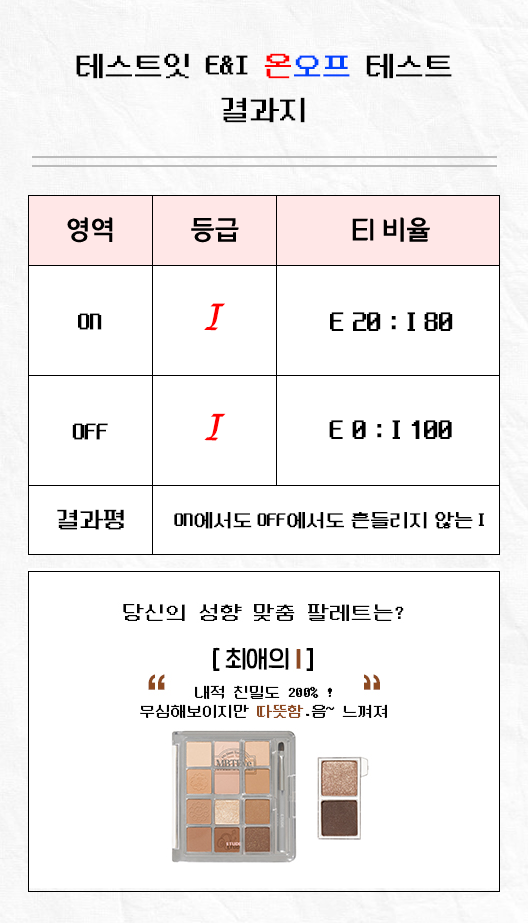 테스트잇 E&I 온오프 테스트
결과지
영역 등급 EI 비율
ON I E 20 : I 80
OFF I E 0 : I 100
결과평 ON에서도 OFF에서도 흔들리지 않는 I
당신의 성향 맞춤 팔레트는?
[ 최애의 I ]
“ 내적 친밀도 200% ! ”
무심해보이지만 따뜻함.음~ 느껴져
ETUDE